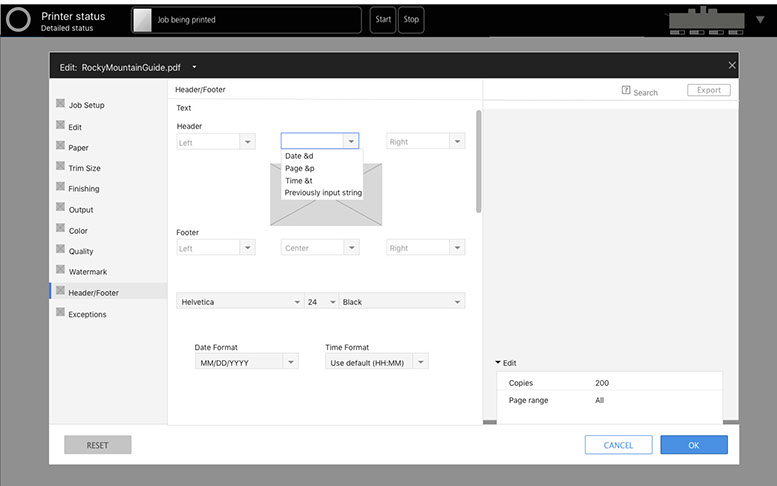 Printer status
Detailed status
Job being printed
Start
Stop
Edit: RockyMountainGuide.pdf
Job Setup
Edit
Paper
Trim Size
Finishing
Output
Color
Quality
Watermark
Header/Footer
Exceptions
Header/Footer
Text
Header
Left
Right
Date &d
Page &p
Time &t
Previously input string
Footer
Left
Center
Right
Helvetica
24
Black
Date Format
Time Format
MM/DD/YYYY
Use default (HH:MM)
? Search
Export
Edit
Copies 200
Page range All
RESET
CANCEL
OK